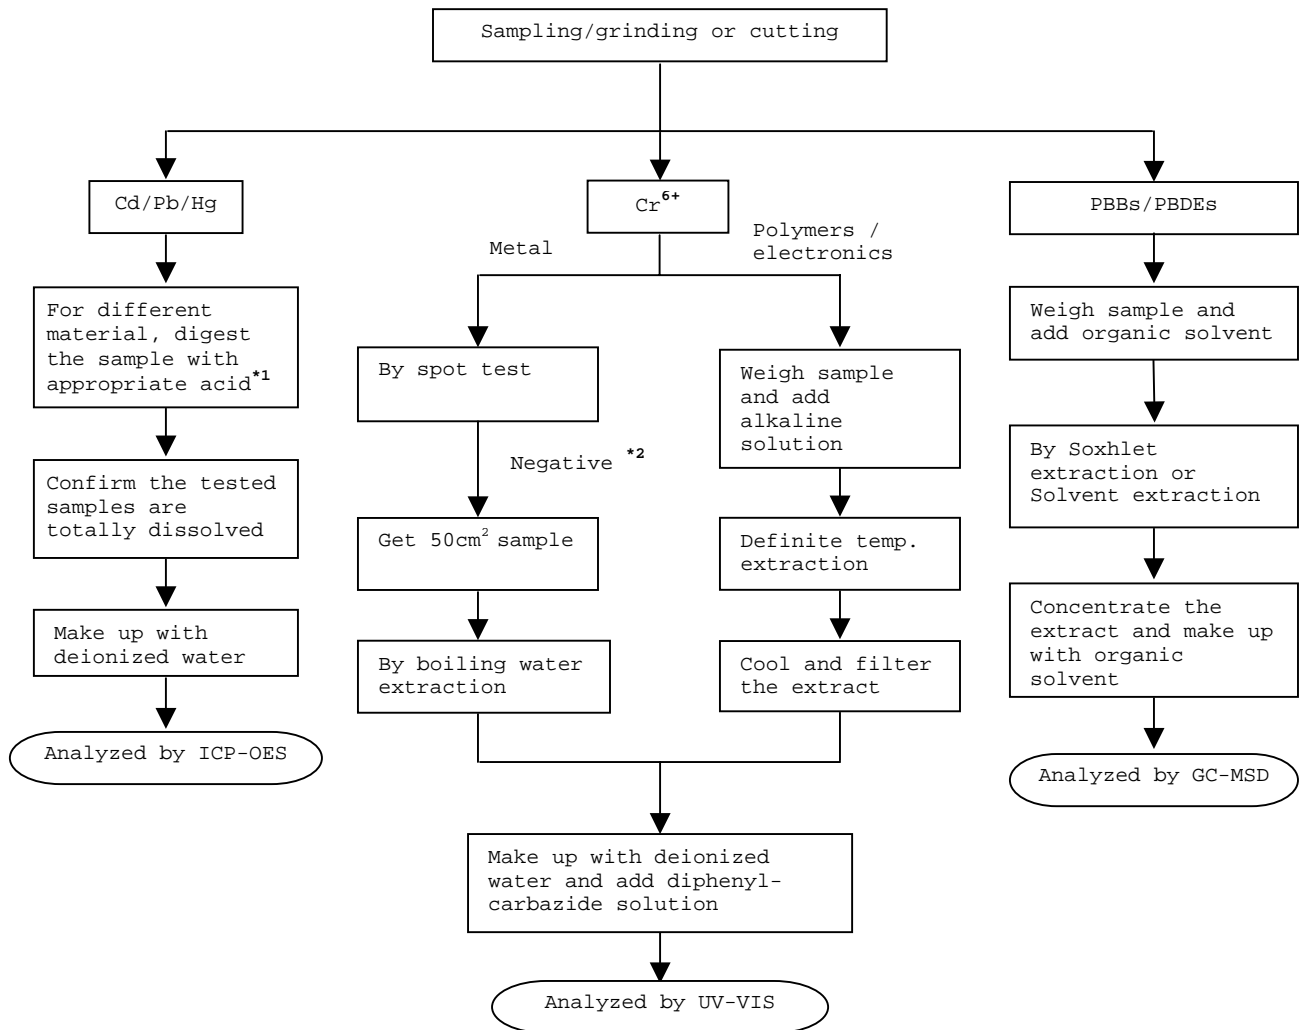 Sampling/grinding or cutting
Cd/Pb/Hg
For different
material, digest
the sample with
appropriate acid*1
Confirm the tested
samples are
totally dissolved
Make up with
deionized water
Analyzed by ICP-OES
Cr6+
Metal
By spot test
Negative *2
Get 50cm2 sample
By boiling water
extraction
Polymers /
electronics
Weigh sample
and add
alkaline
solution
Definite temp.
extraction
Cool and filter
the extract
Make up with deionized
water and add diphenyl-
carbazide solution
Analyzed by UV-VIS
PBBs/PBDEs
Weigh sample and
add organic solvent
By Soxhlet
extraction or
Solvent extraction
Concentrate the
extract and make up
with organic
solvent
Analyzed by GC-MSD